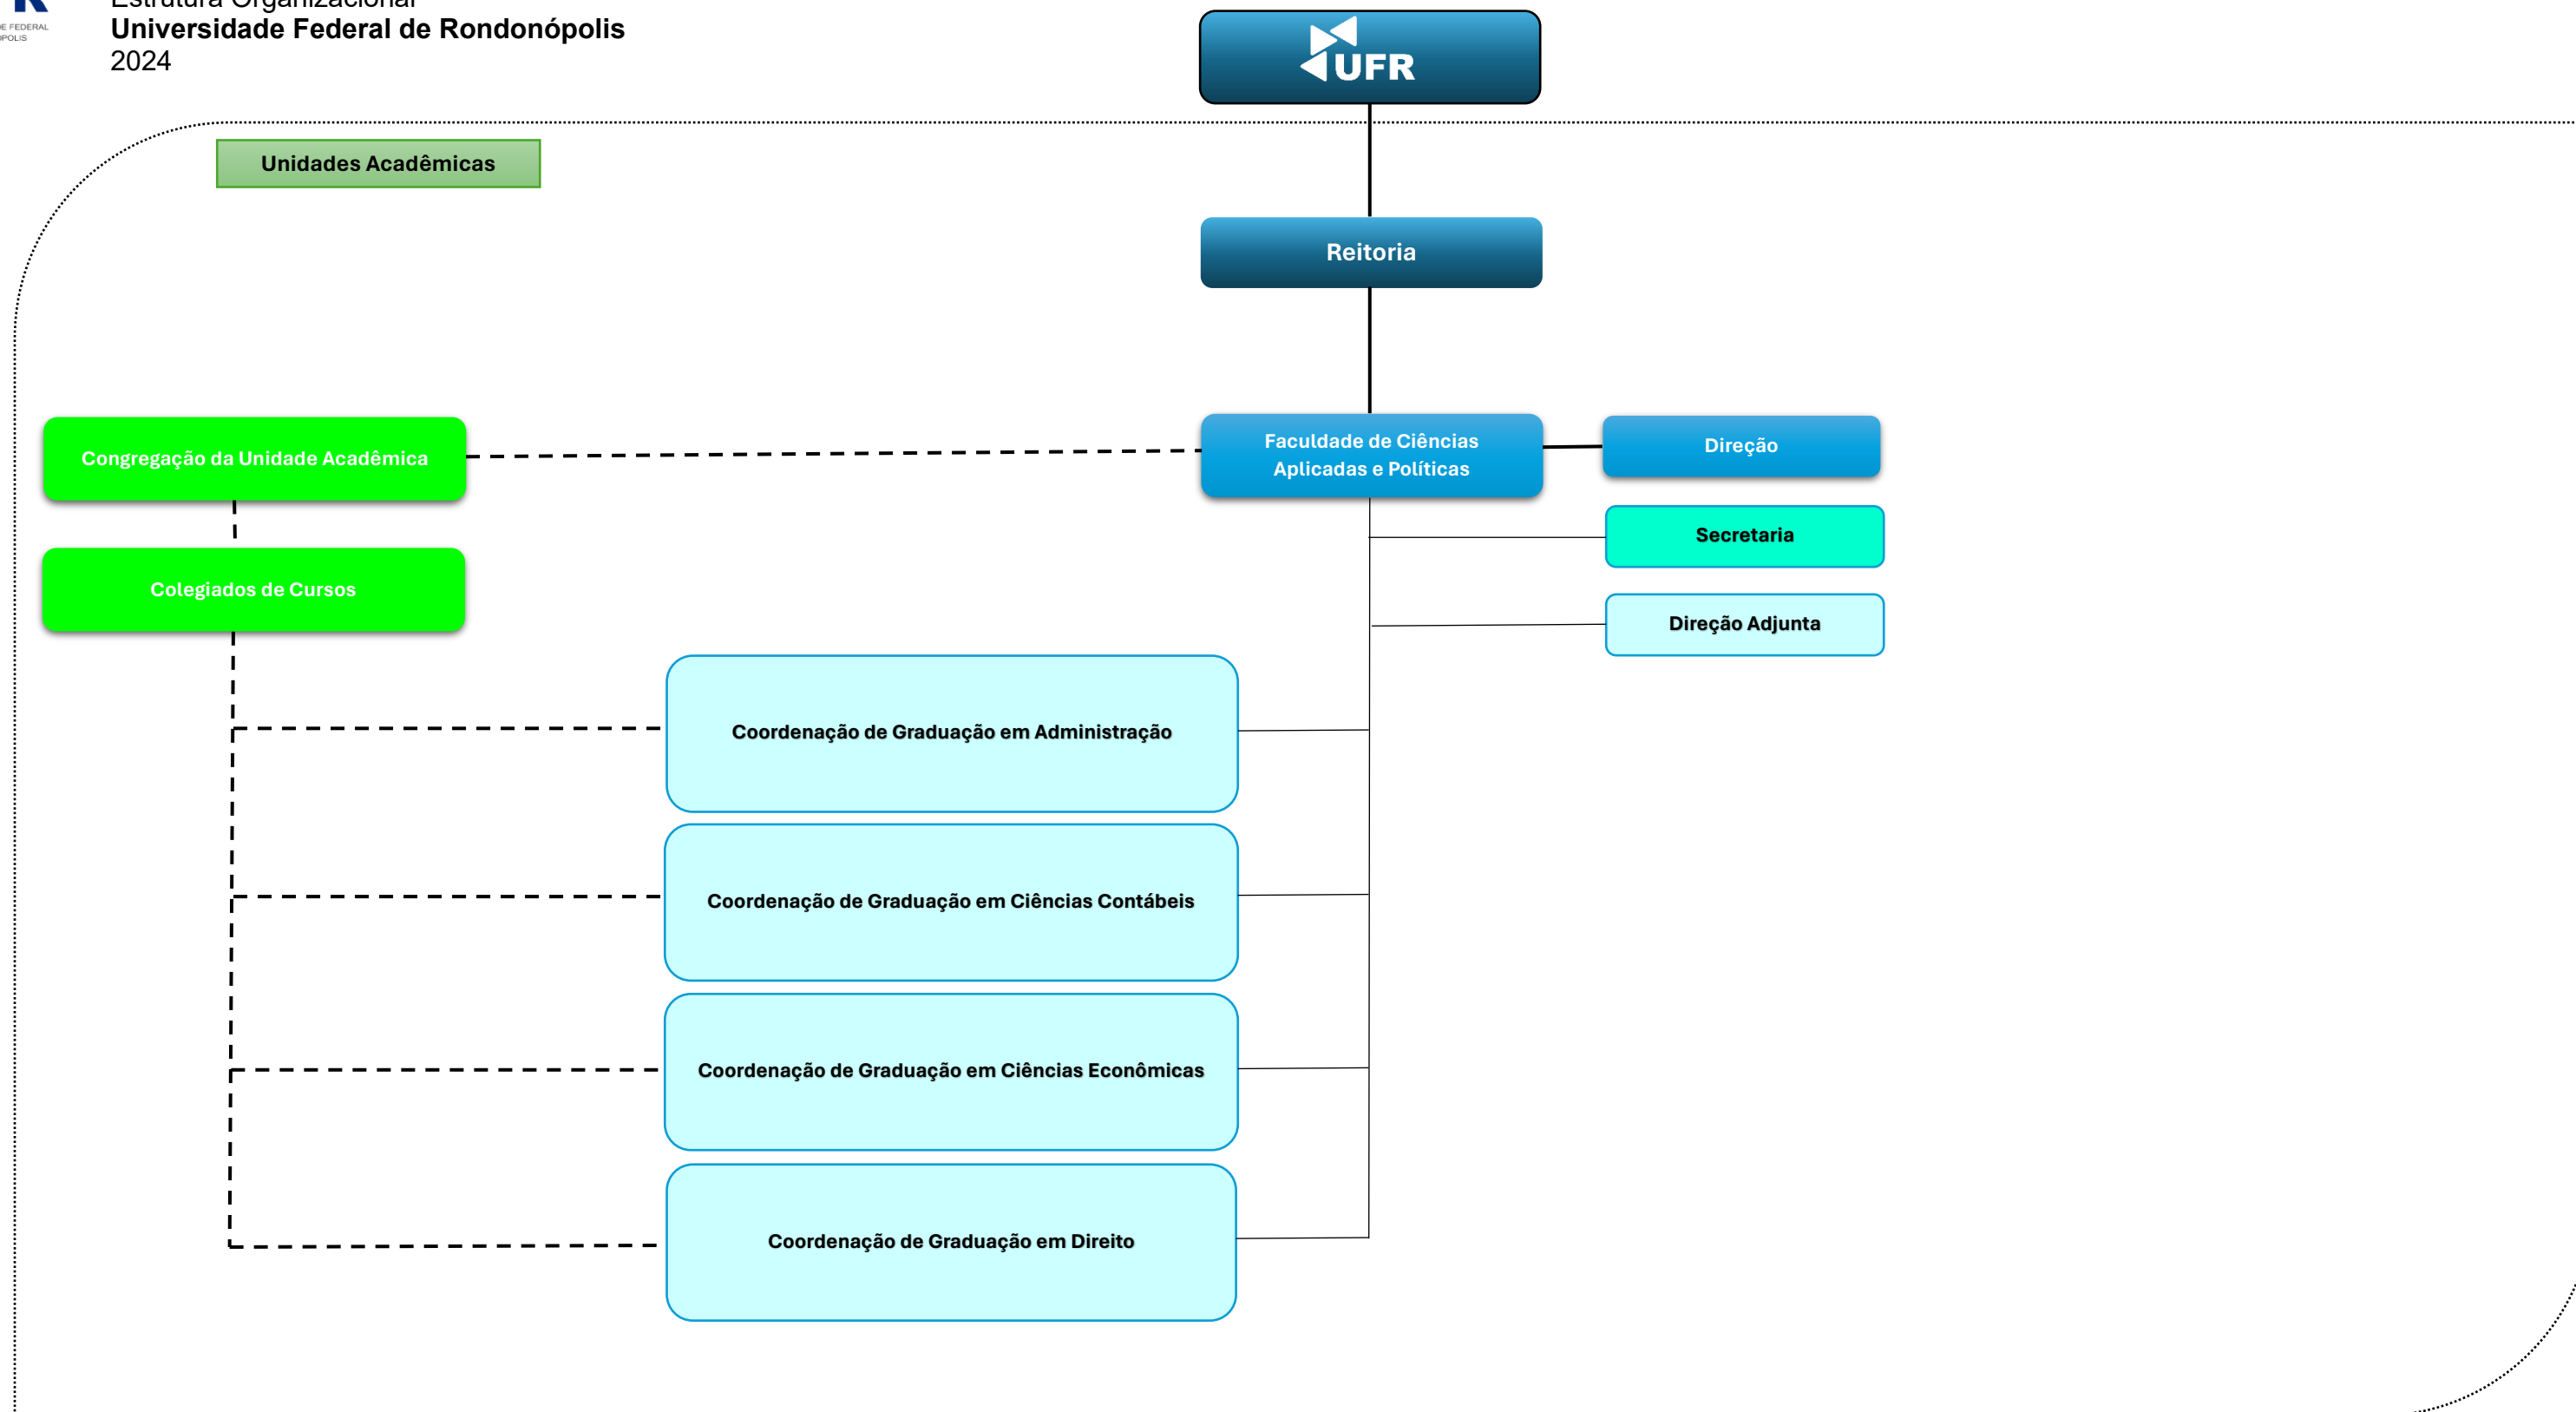 Estrutura Organizacional
Universidade Federal de Rondonópolis
2024
UFR
Unidades Acadêmicas
Reitoria
Congregação da Unidade Acadêmica
Faculdade de Ciências
Aplicadas e Políticas
Direção
Secretaria
Colegiados de Cursos
Direção Adjunta
Coordenação de Graduação em Administração
Coordenação de Graduação em Ciências Contábeis
Coordenação de Graduação em Ciências Econômicas
Coordenação de Graduação em Direito